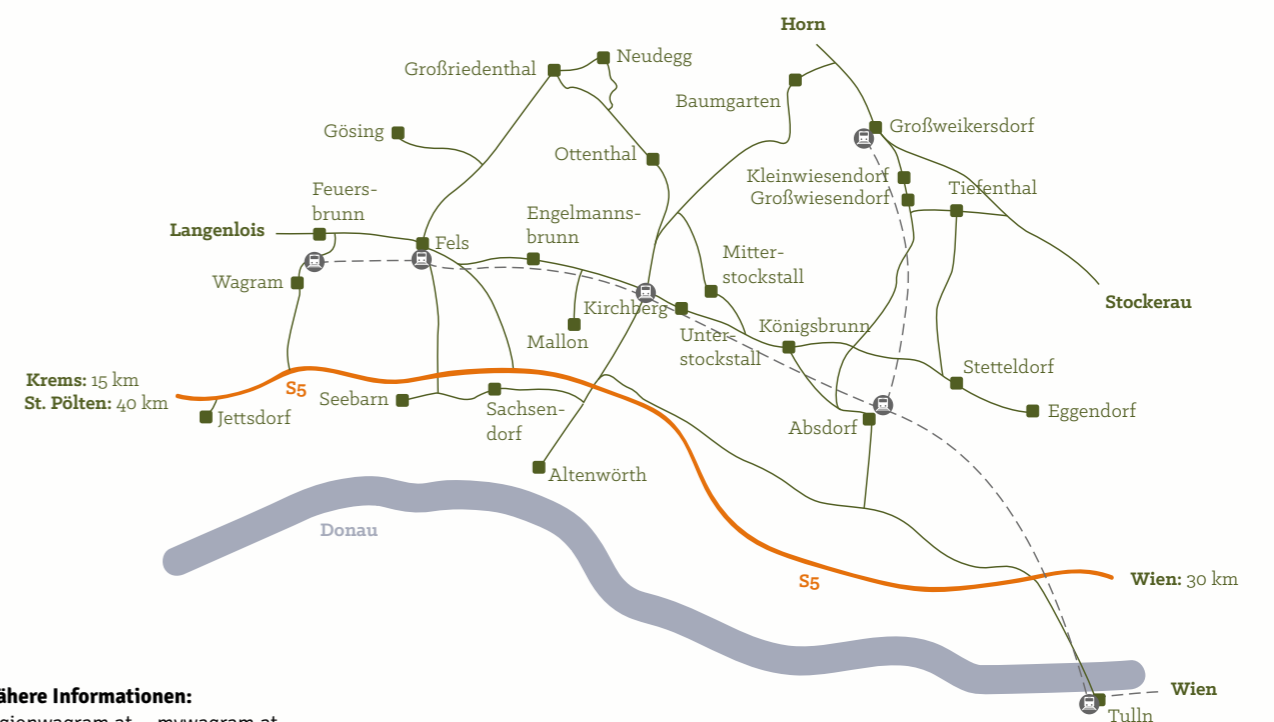 Horn
Neudegg
Großriedenthal
Baumgarten
Gösing
Großweikersdorf
Ottenthal
Kleinwiesendorf
Großwiesendorf
Tiefenthal
Feuers-
brunn
Engelmanns-
brunn
Langenlois
Fels
Mitter-
stockstall
Wagram
Kirchberg
Stockerau
Mallon
Unter-
stockstall
Königsbrunn
Stetteldorf
Krems: 15 km
St. Pölten: 40 km
S5
Seebarn
Jettsdorf
Sachsen-
dorf
Eggendorf
Absdorf
Altenwörth
Donau
S5
Wien: 30 km
Wien
Tulln
ähere Informationen: